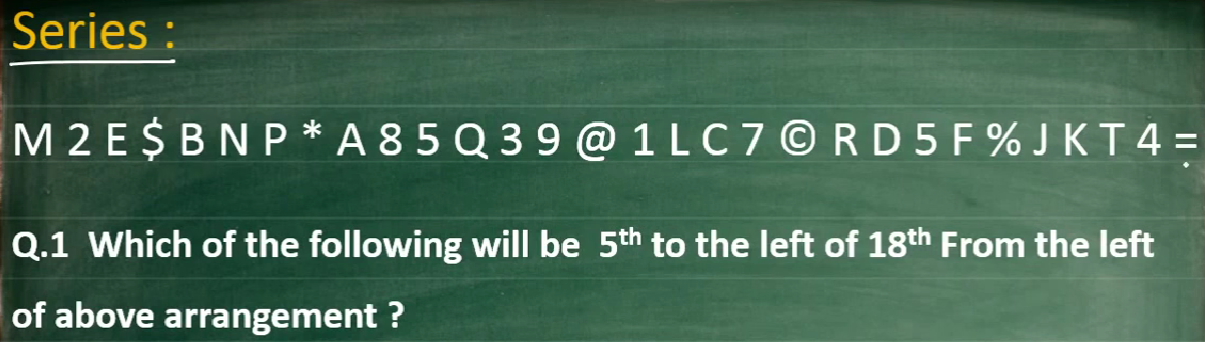 Series :
M 2 E $ B N P * A 8 5 Q 3 9 @ 1 L C 7 © R D 5 F % J K T 4 =
Q.1 Which of the following will be 5th to the left of 18th From the left
of above arrangement ?